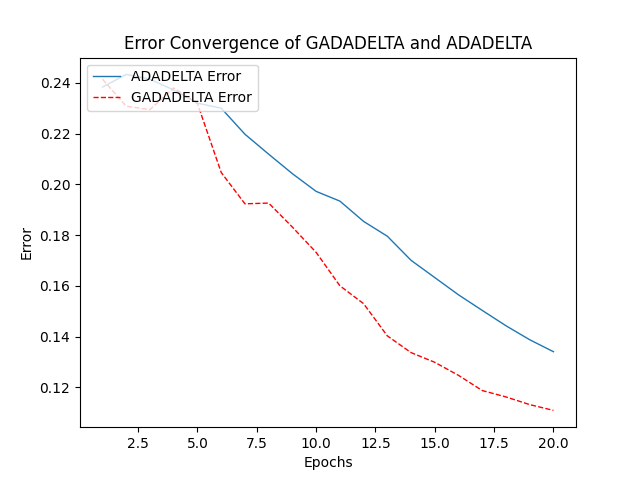 Error Convergence of GADADELTA and ADADELTA
ADADELTA Error
GADADELTA Error
Error
0.24
0.22
0.20
0.18
0.16
0.14
0.12
2.5 5.0 7.5 10.0 12.5 15.0 17.5 20.0
Epochs